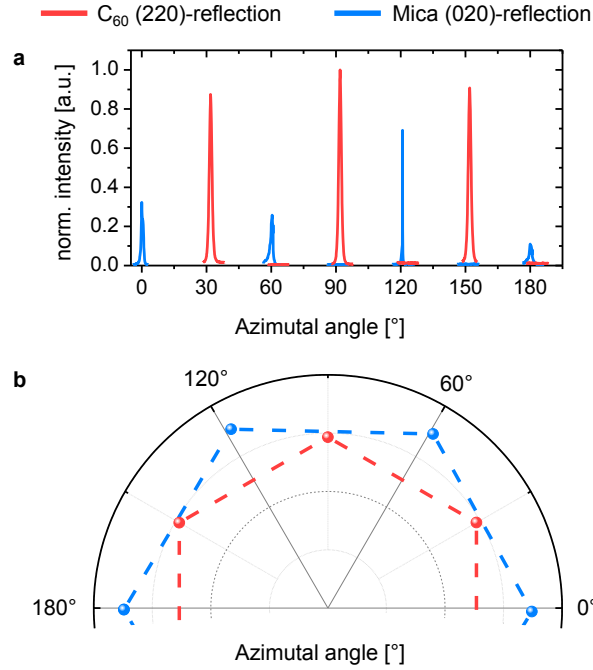 C₆₀ (220)-reflection Mica (020)-reflection
a
norm. intensity [a.u.]
1.0
0.8
0.6
0.4
0.2
0.0
0 30 60 90 120 150 180
Azimutal angle [°]
b
120° 60°
180° 0°
Azimutal angle [°]